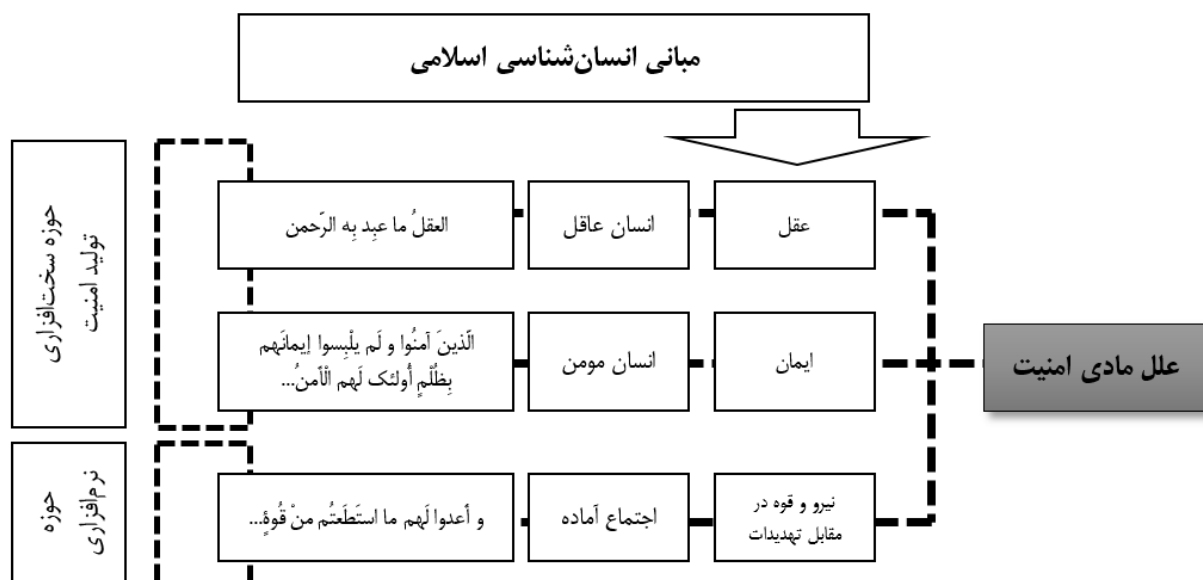 مبانی انسان‌شناسی اسلامی
علل مادی امنیت
عقل
انسان عاقل
العقلُ ما عبِد بِه الرّحمن
ایمان
انسان مومن
الّذینَ آمنُوا و لَم یلْبِسوا إیمانَهم
بِظُلْمٍ أُولئک لَهم الْأمنُ...
نیرو و قوه در
مقابل تهدیدات
اجتماع آماده
و أعدوا لَهم ما استَطَعتُم منْ قُوةٍ...
حوزه سخت‌افزاری
تولید امنیت
حوزه
نرم‌افزاری